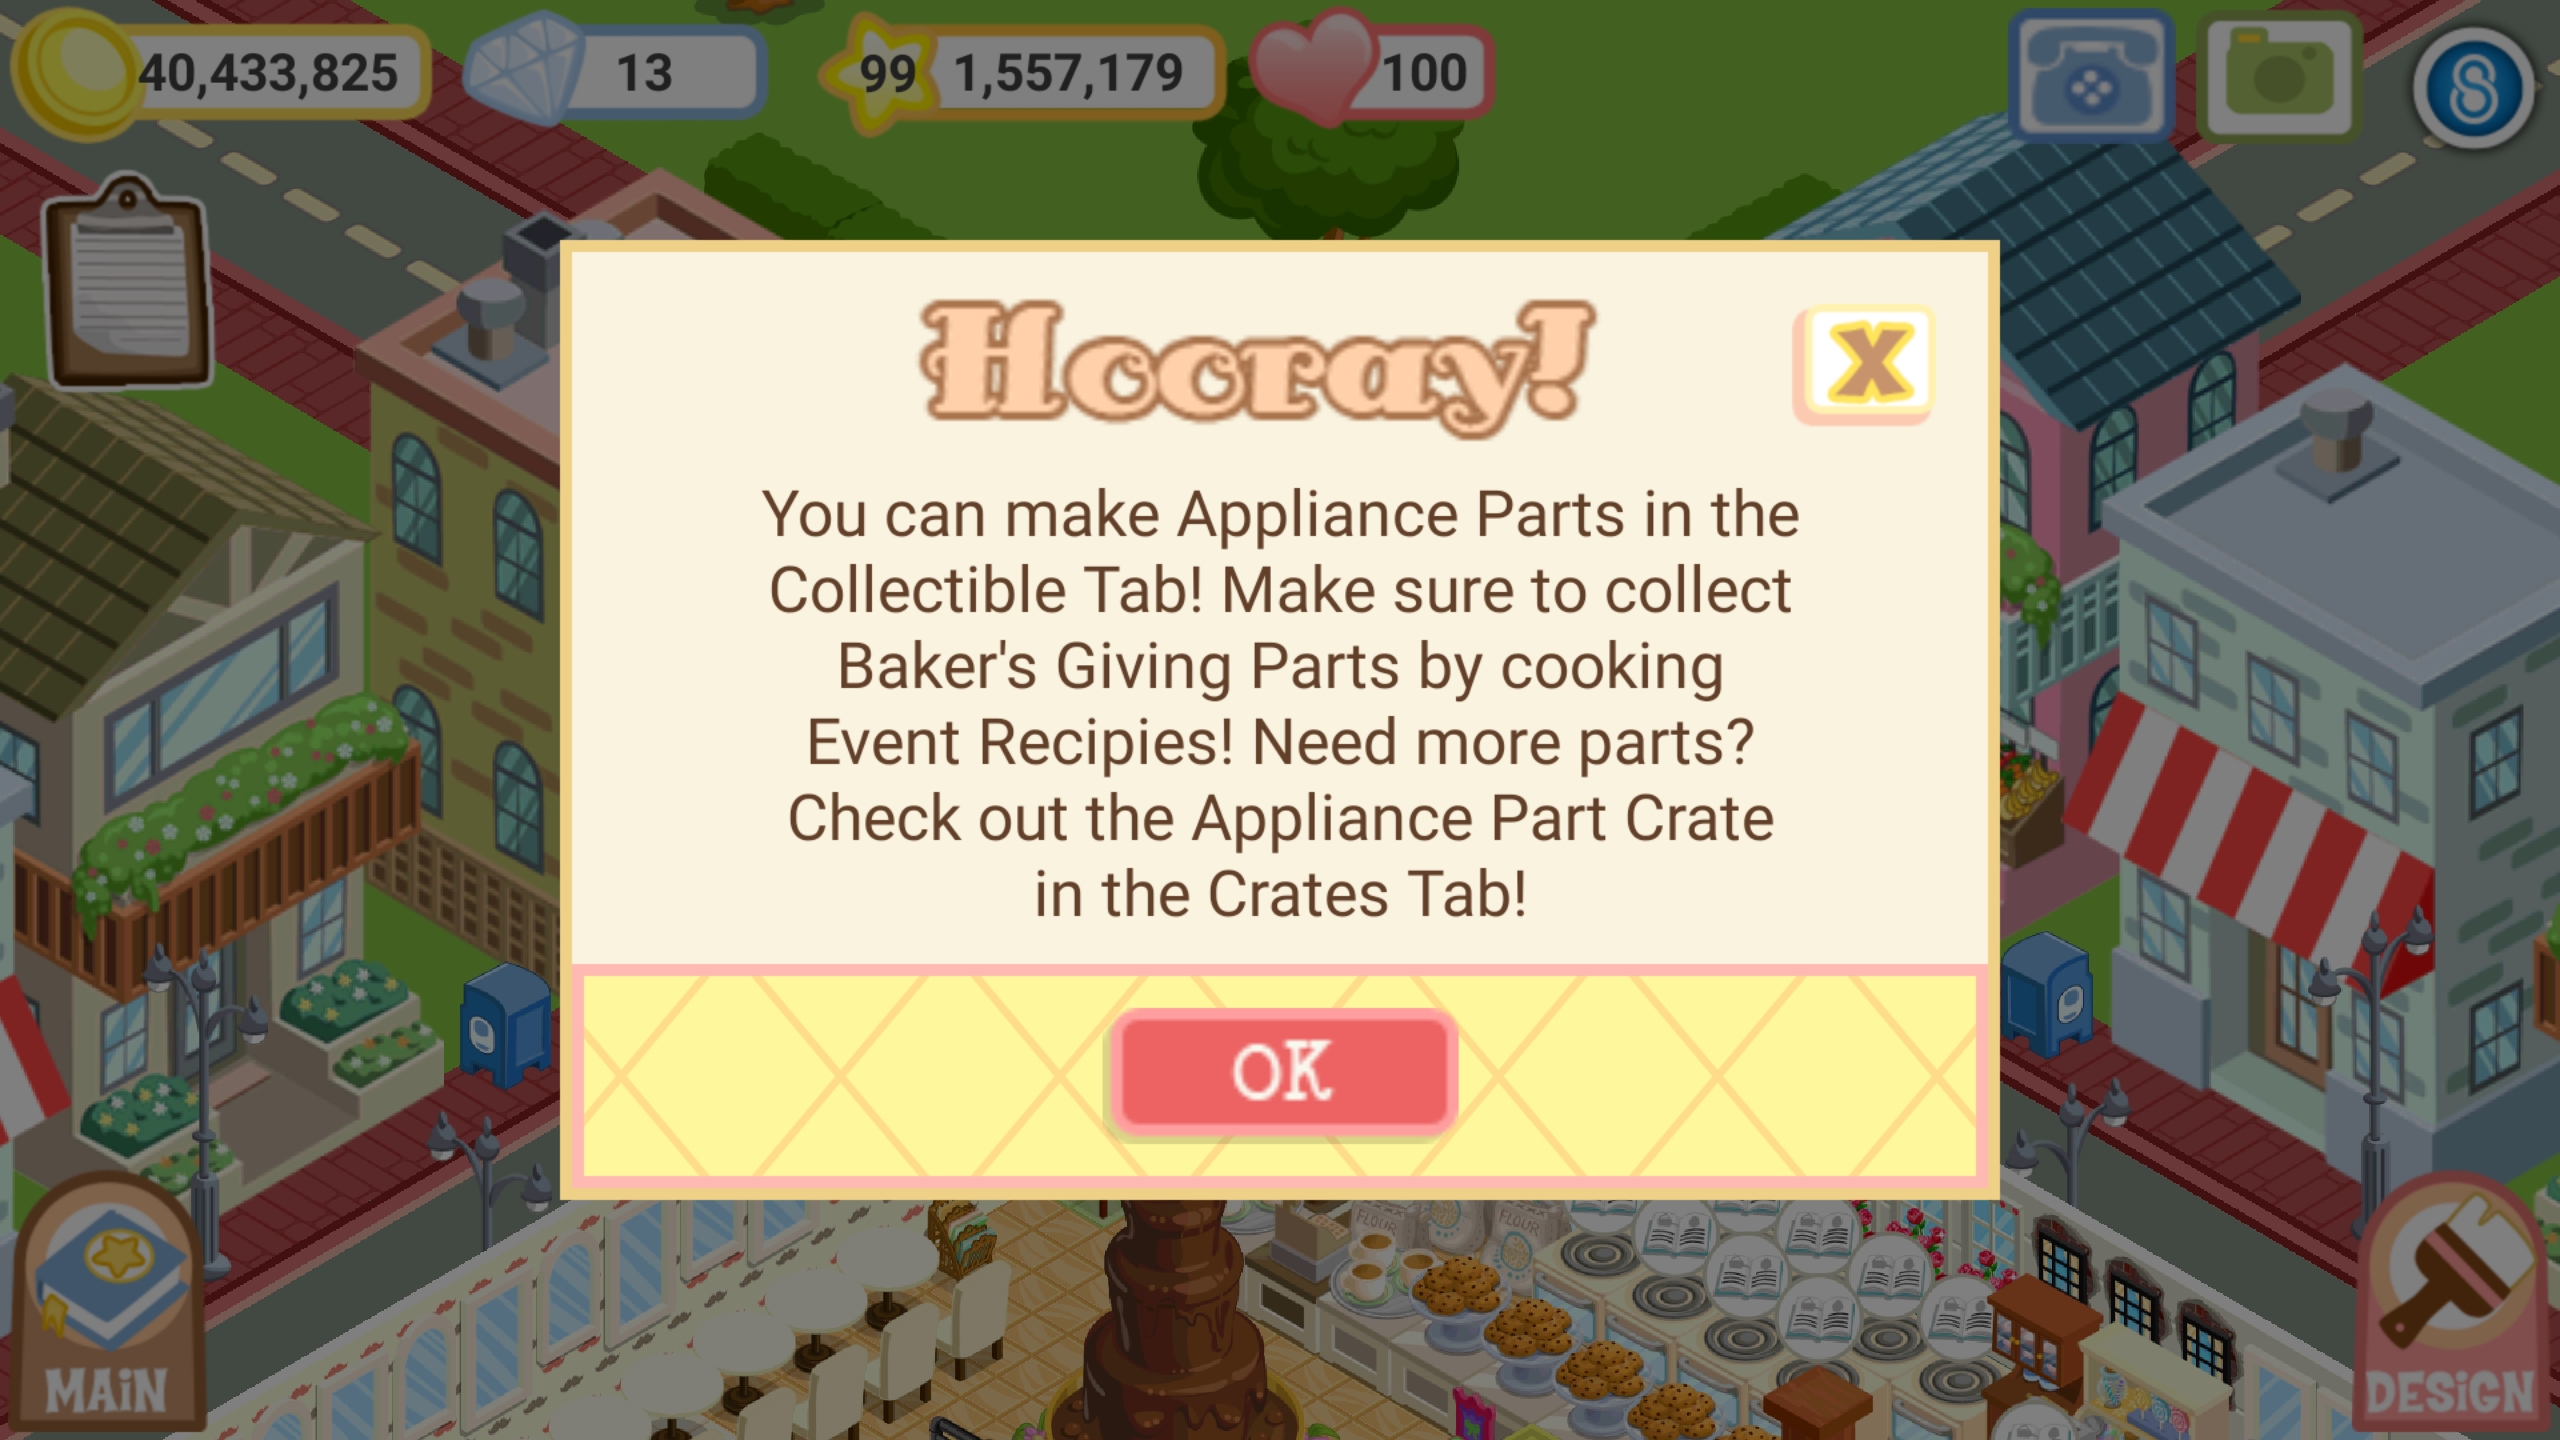 40,433,825
13
99
1,557,179
100
Hooray!
X
You can make Appliance Parts in the
Collectible Tab! Make sure to collect
Baker's Giving Parts by cooking
Event Recipies! Need more parts?
Check out the Appliance Part Crate
in the Crates Tab!
OK
FLOUR
FLOUR
MAiN
DESiGN